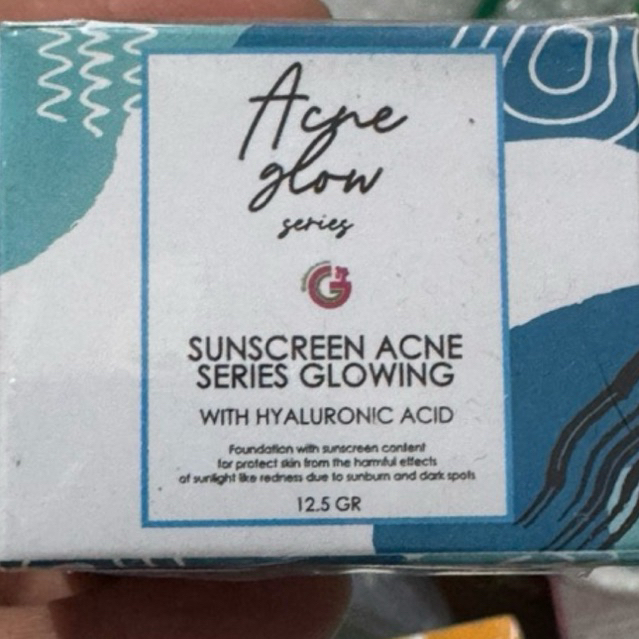 Acne
glow
series
SUNSCREEN ACNE
SERIES GLOWING
WITH HYALURONIC ACID
Foundation with sunscreen content
for protect skin from the harmful effects
of sunlight like redness due to sunburn and dark spots
12.5 GR